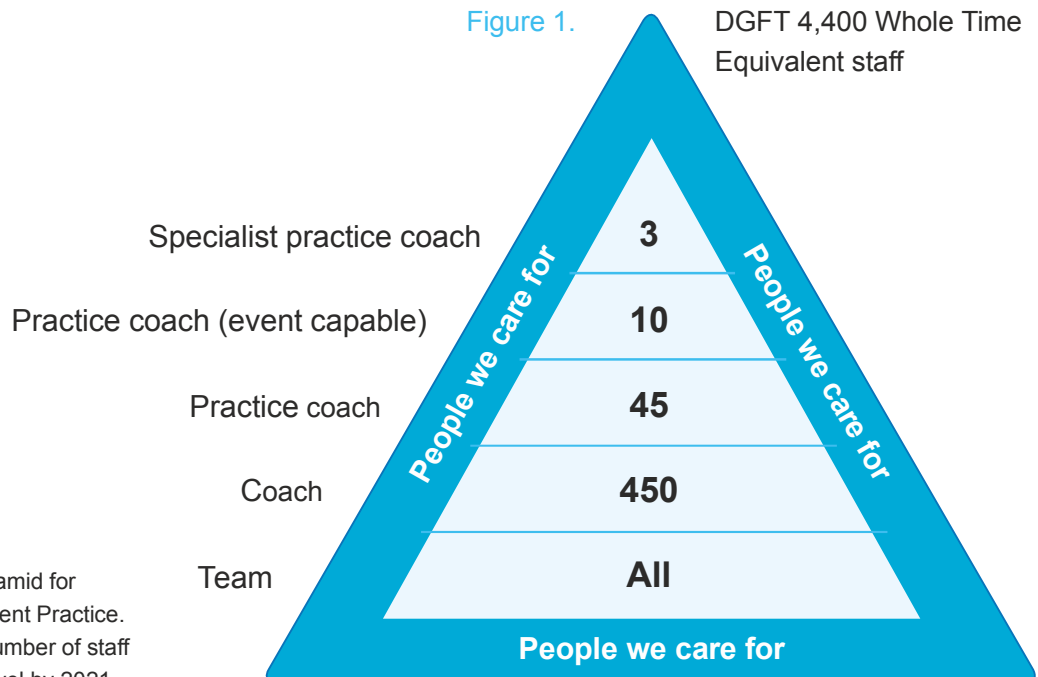 Figure 1.
DGFT 4,400 Whole Time
Equivalent staff
Specialist practice coach
3
Practice coach (event capable)
10
Practice coach
45
Coach
450
Team
All
People we care for
People we care for
People we care for
for
ent Practice.
umber of staff
by 2021